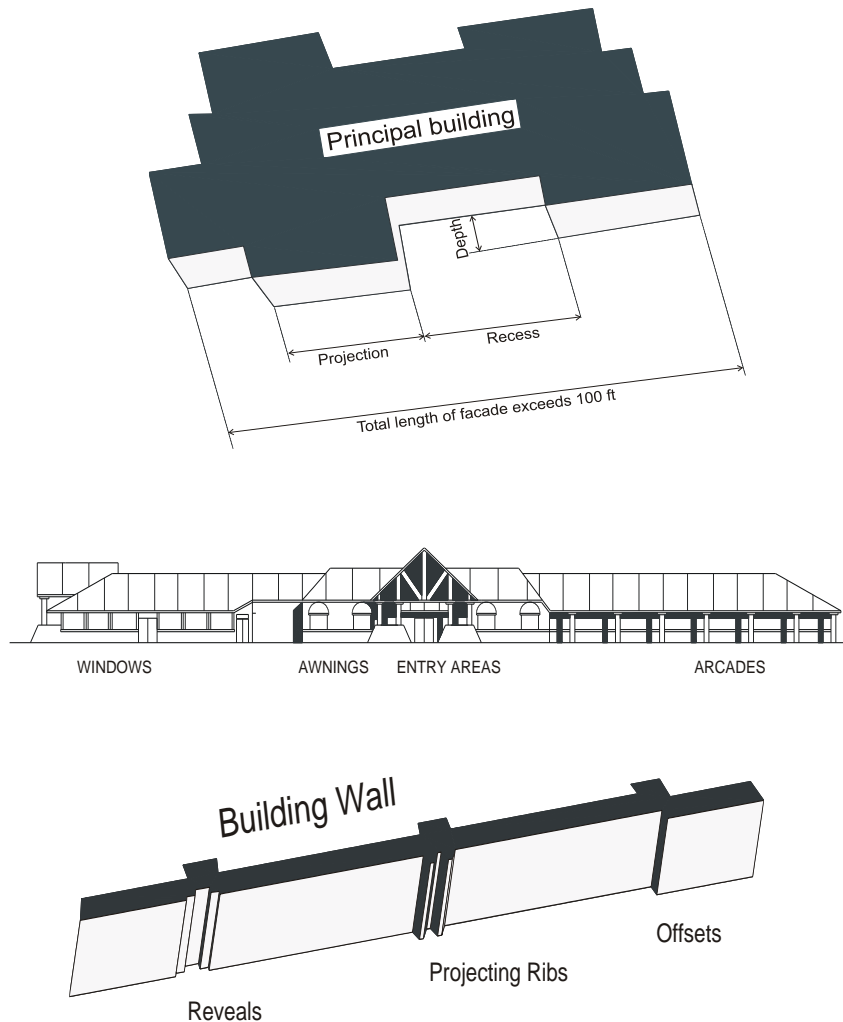 Principal building
Depth
Recess
Projection
Total length of facade exceeds 100 ft
WINDOWS AWNINGS ENTRY AREAS ARCADES
Building Wall
Offsets
Projecting Ribs
Reveals